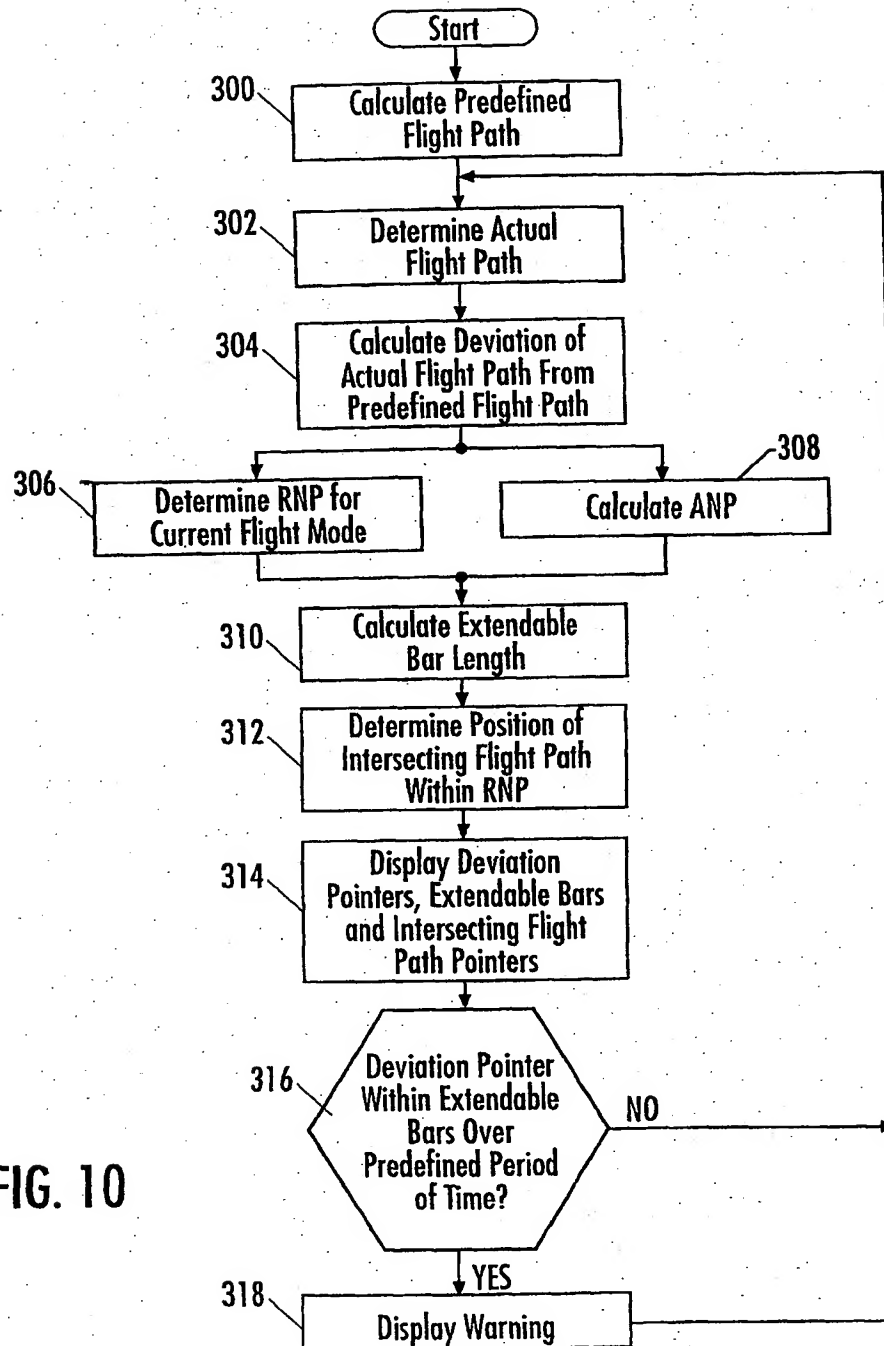 Start
300
Calculate Predefined
Flight Path
302
Determine Actual
Flight Path
304
Calculate Deviation of
Actual Flight Path From
Predefined Flight Path
306
Determine RNP for
Current Flight Mode
308
Calculate ANP
310
Calculate Extendable
Bar Length
312
Determine Position of
Intersecting Flight Path
Within RNP
314
Display Deviation
Pointers, Extendable Bars
and Intersecting Flight
Path Pointers
316
Deviation Pointer
Within Extendable
Bars Over
Predefined Period
of Time?
NO
FIG. 10
YES
318
Display Warning